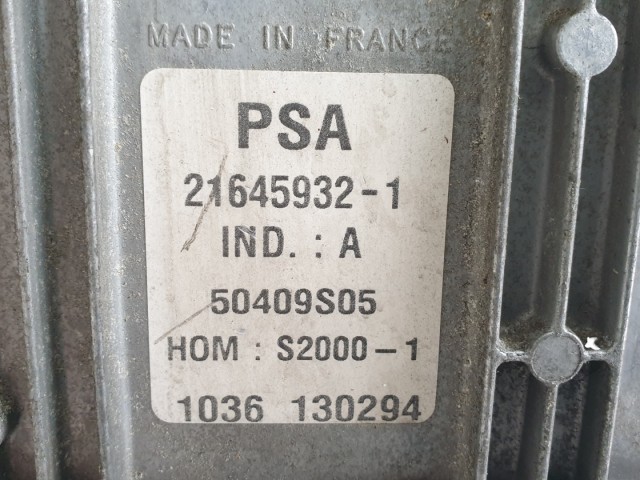 MADE IN FRANCE
PSA
21645932-1
IND. : A
50409S05
HOM : S2000-1
1036 130294